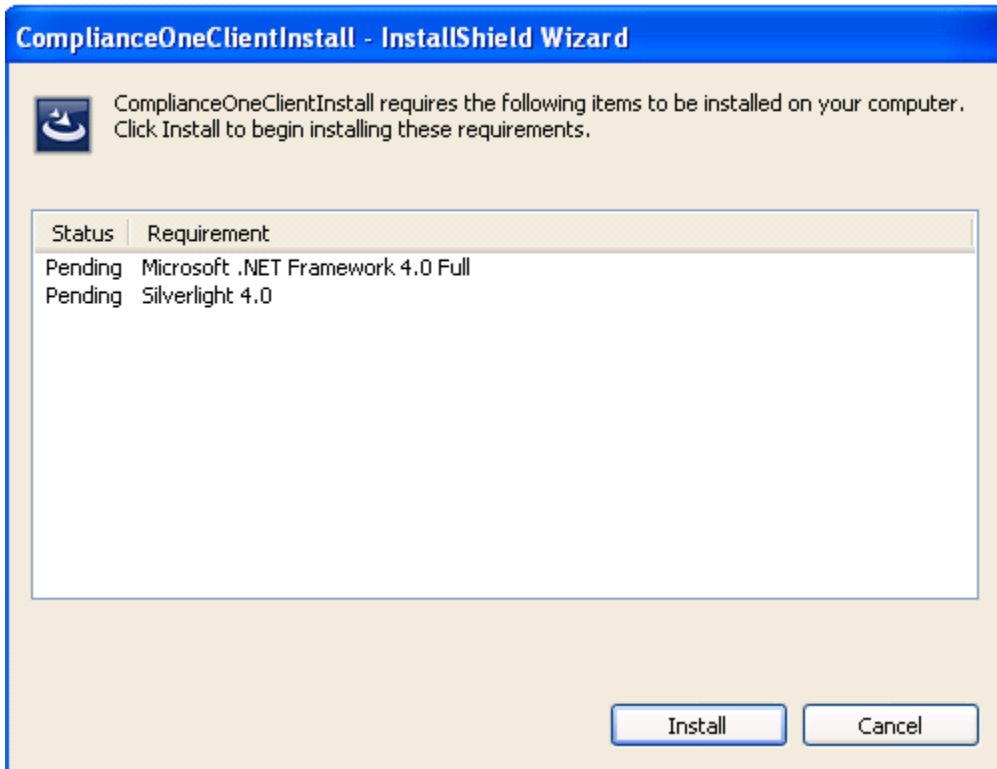 ComplianceOneClientInstall - InstallShield Wizard
ComplianceOneClientInstall requires the following items to be installed on your computer.
Click Install to begin installing these requirements.
Status Requirement
Pending Microsoft .NET Framework 4.0 Full
Pending Silverlight 4.0
Install Cancel